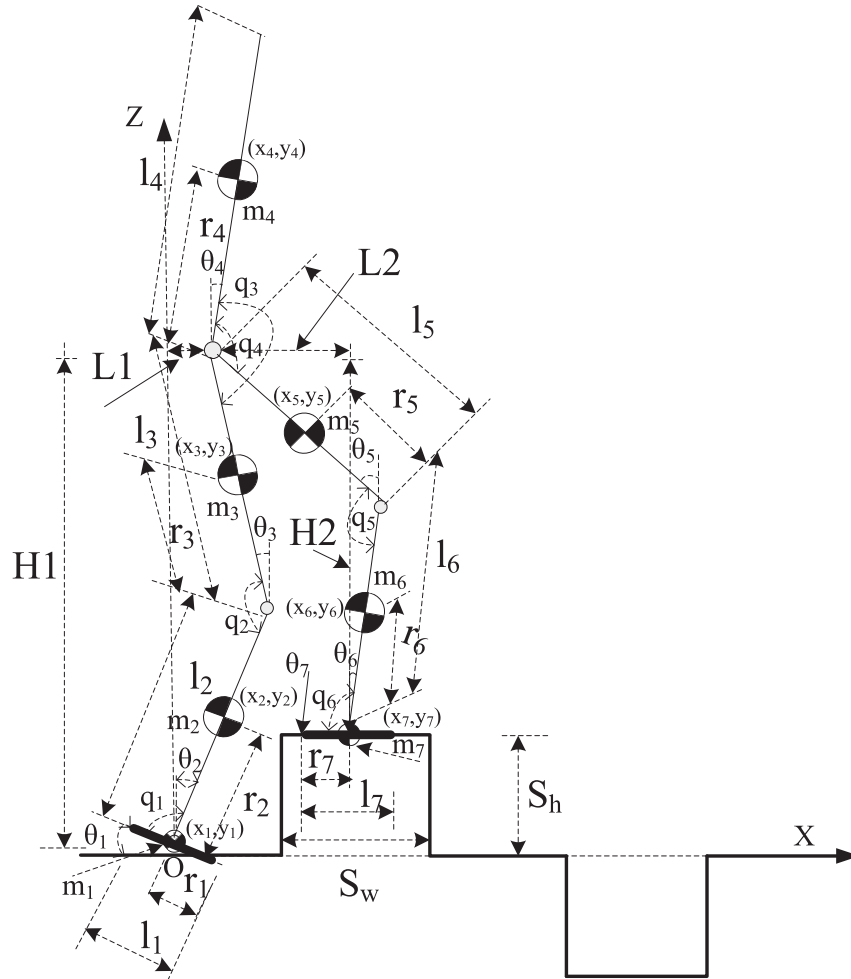 Z
(x₄,y₄)
l₄
m₄
r₄
θ₄
q₃
L2
l₅
q₄
L1
(x₅,y₅)
r₅
m₅
l₃
(x₃,y₃)
θ₅
m₃
q₅
r₃
θ₃
H2
l₆
H1
m₆
(x₆,y₆)
q₂
r₆
θ₇
θ₆
l₂
(x₂,y₂)
q₆
(x₇,y₇)
m₂
m₇
θ₂
r₇
r₂
l₇
Sₕ
q₁
(x₁,y₁)
θ₁
X
O
m₁
r₁
S_w
l₁